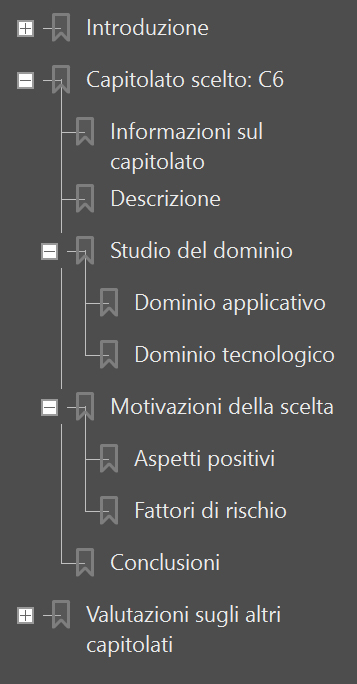 Introduzione
Capitolato scelto: C6
Informazioni sul
capitolato
Descrizione
Studio del dominio
Dominio applicativo
Dominio tecnologico
Motivazioni della scelta
Aspetti positivi
Fattori di rischio
Conclusioni
Valutazioni sugli altri
capitolati